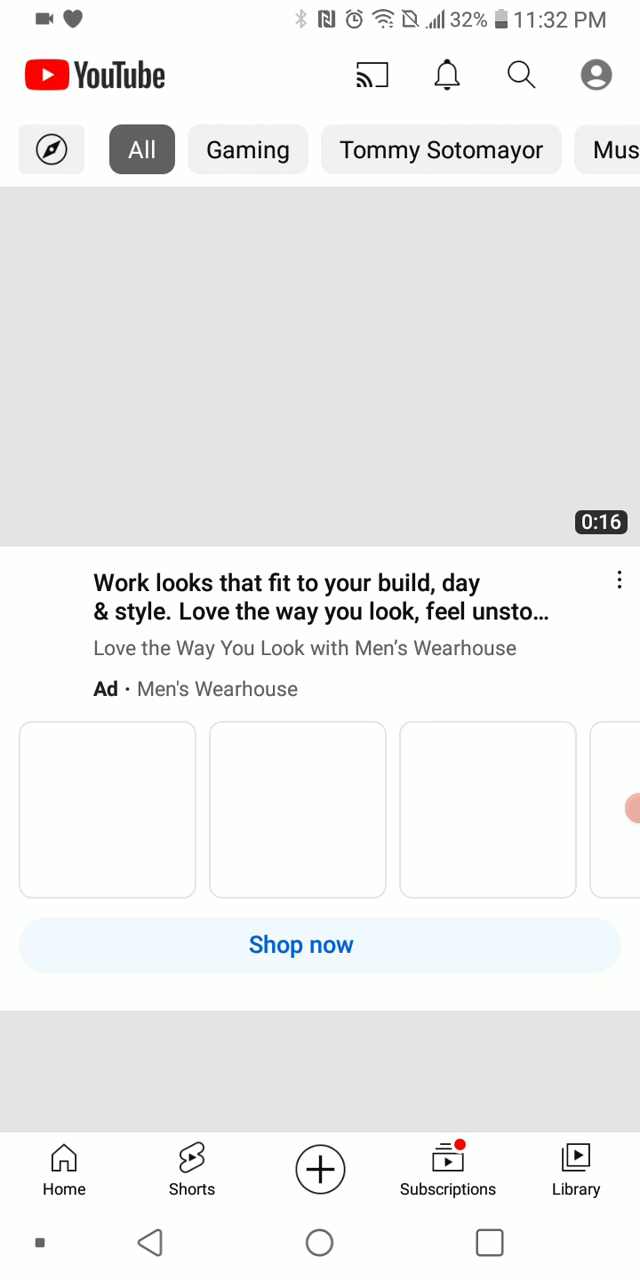 32% 11:32 PM
YouTube
All Gaming Tommy Sotomayor Mus
0:16
Work looks that fit to your build, day
& style. Love the way you look, feel unsto...
Love the Way You Look with Men’s Wearhouse
Ad · Men's Wearhouse
Shop now
Home Shorts Subscriptions Library